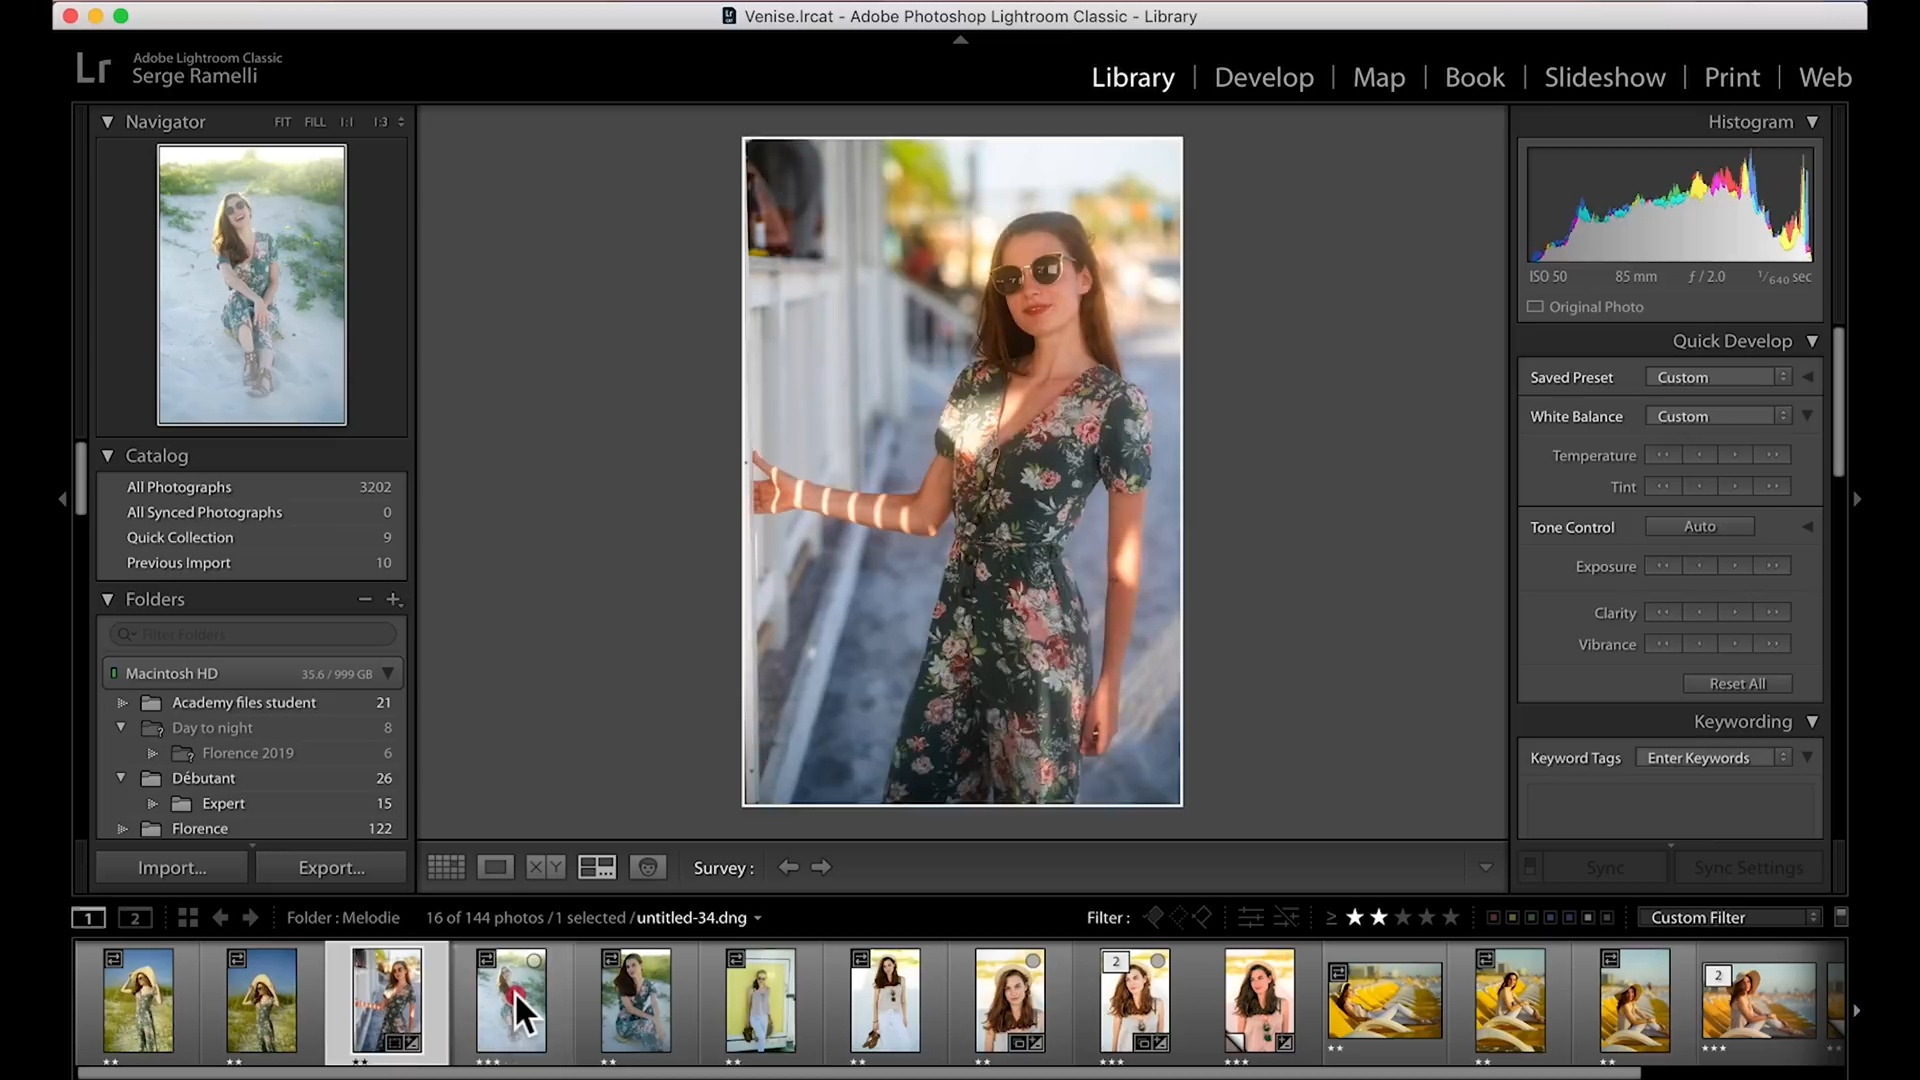 Venise.lrcat - Adobe Photoshop Lightroom Classic - Library
Lr
Adobe Lightroom Classic
Serge Ramelli
Library | Develop | Map | Book | Slideshow | Print | Web
Navigator FIT FILL 1:1 1:3
Catalog
All Photographs 3202
All Synced Photographs 0
Quick Collection 9
Previous Import 10
Folders
Filter Folders
Macintosh HD 35.6 / 999 GB
Academy files student 21
Day to night 8
Florence 2019 6
Débutant 26
Expert 15
Florence 122
Import... Export...
XY Survey :
Histogram
ISO 50 85 mm ƒ / 2.0 1/640 sec
Original Photo
Quick Develop
Saved Preset Custom
White Balance Custom
Temperature
Tint
Tone Control Auto
Exposure
Clarity
Vibrance
Reset All
Keywording
Keyword Tags Enter Keywords
Sync Sync Settings
1 2 Folder : Melodie 16 of 144 photos / 1 selected / untitled-34.dng Filter : ≥ ★★★★★ Custom Filter
2
2